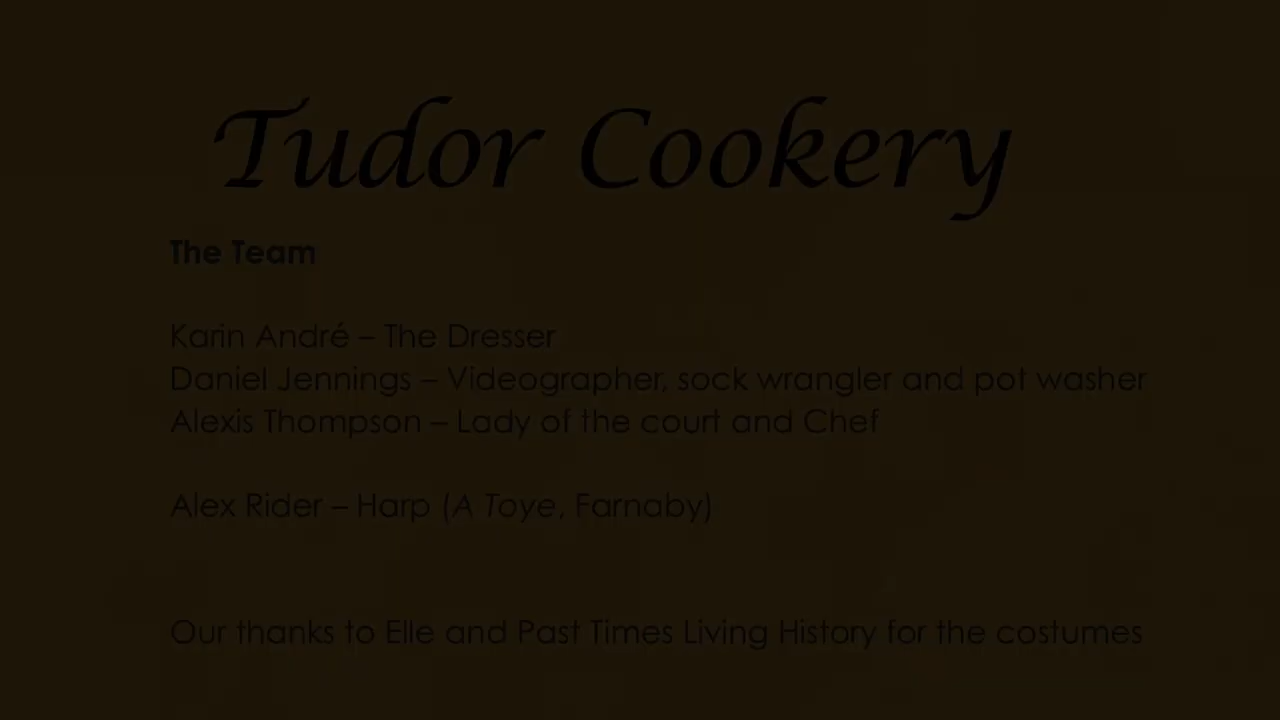 Tudor Cookery
The Team
Karin André – The Dresser
Daniel Jennings – Videographer, sock wrangler and pot washer
Alexis Thompson – Lady of the court and Chef
Alex Rider – Harp (A Toye, Farnaby)
Our thanks to Elle and Past Times Living History for the costumes